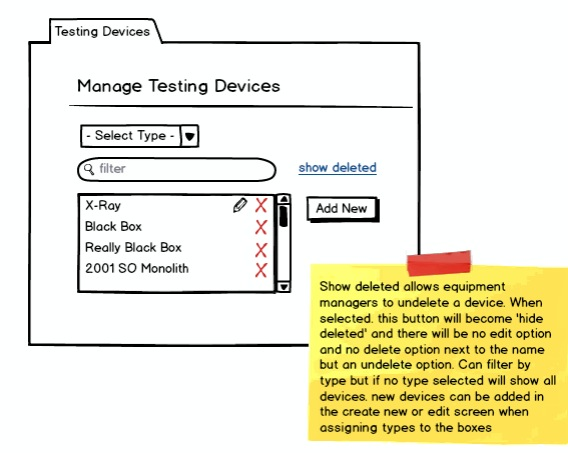 Testing Devices
Manage Testing Devices
- Select Type -
filter
show deleted
X-Ray
Add New
Black Box
Really Black Box
2001 SO Monolith
Show deleted allows equipment
managers to undelete a device. When
selected. this button will become 'hide
deleted' and there will be no edit option
and no delete option next to the name
but an undelete option. Can filter by
type but if no type selected will show all
devices. new devices can be added in
the create new or edit screen when
assigning types to the boxes